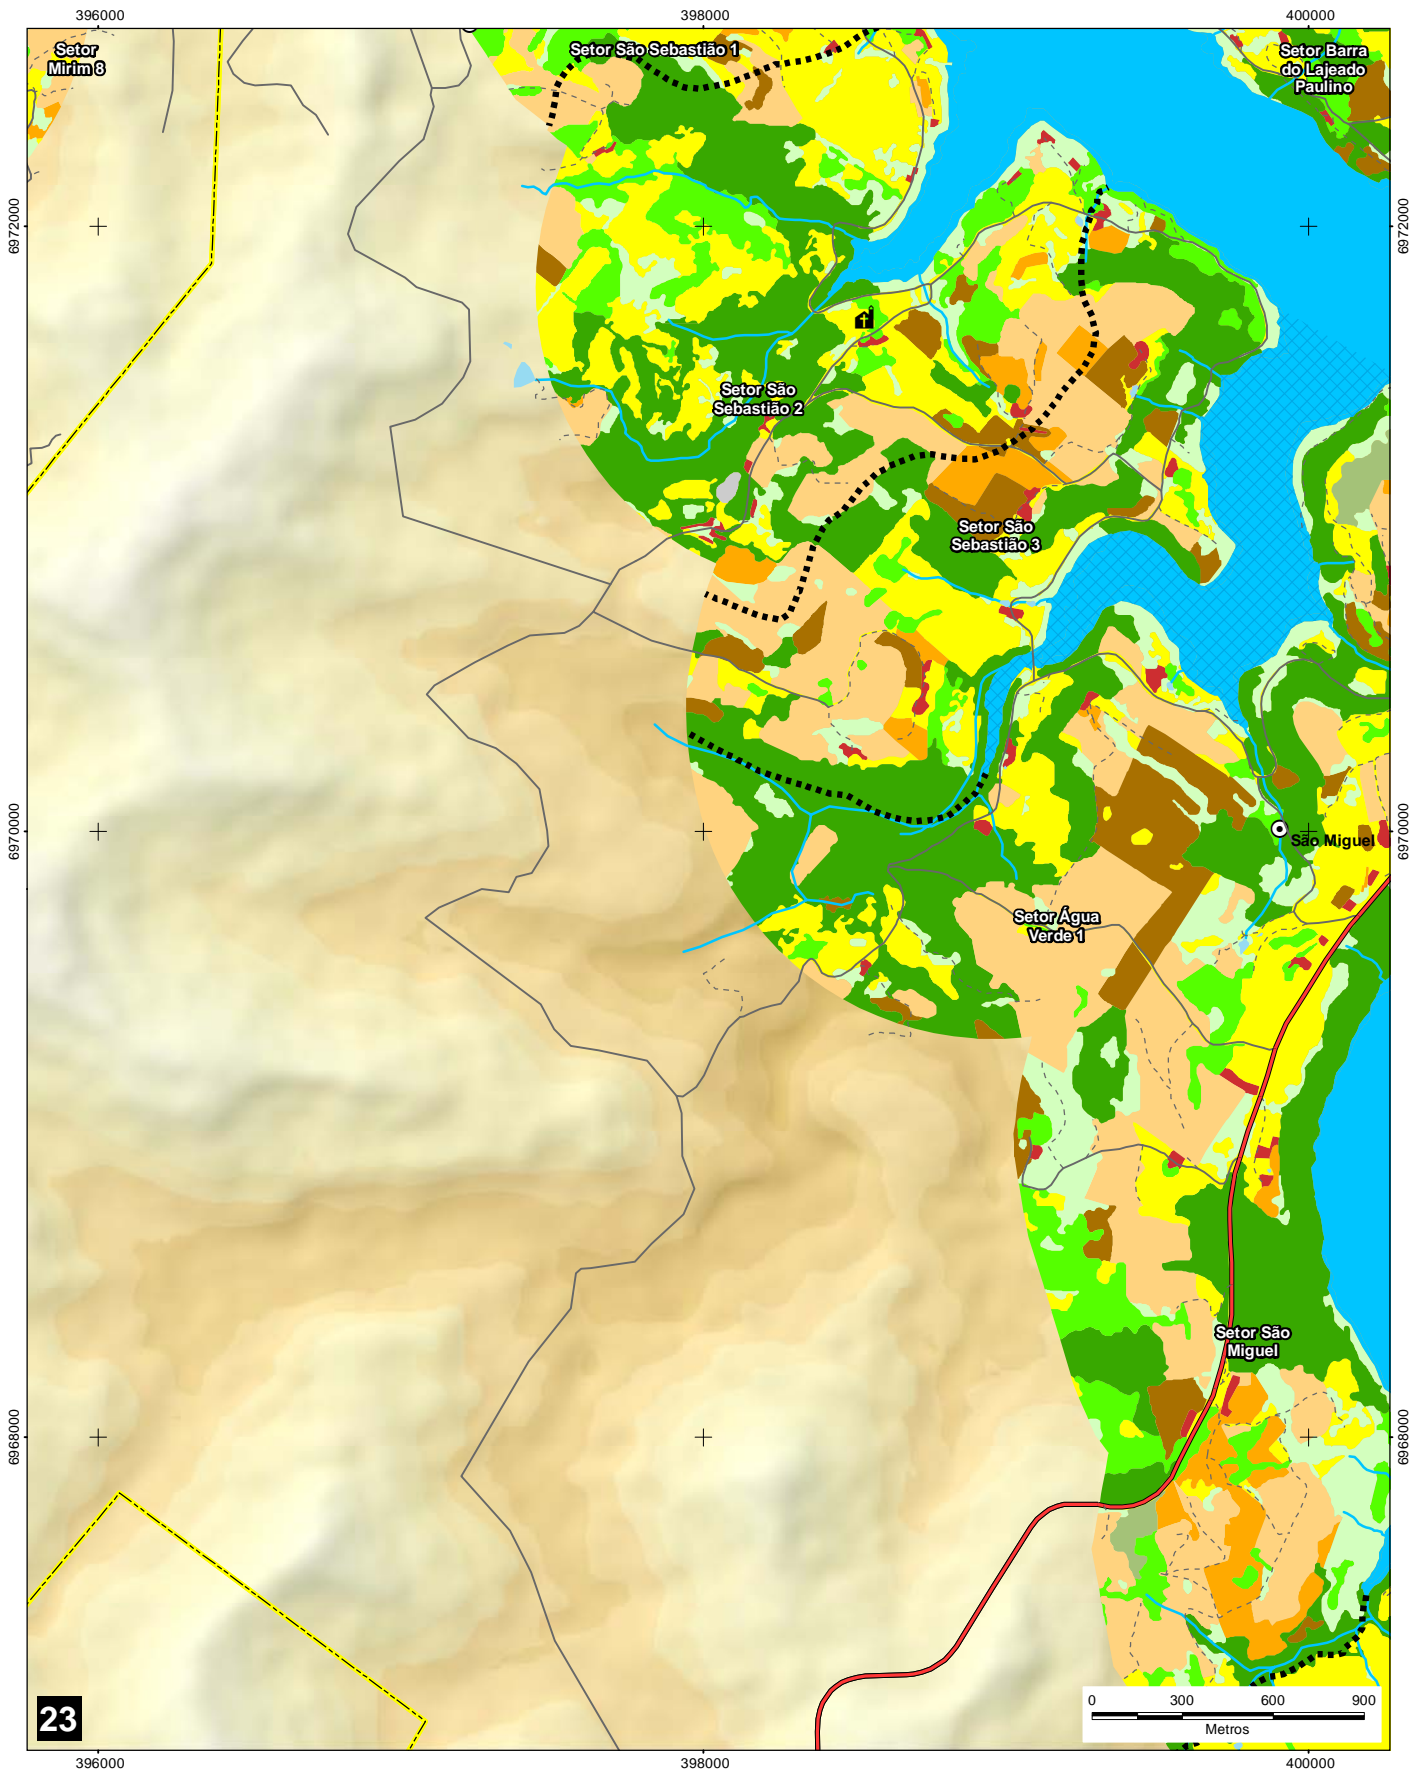 396000
398000
400000
Setor
Mirim 8
Setor São Sebastião 1
Setor Barra
do Lajeado
Paulino
6972000
6972000
Setor São
Sebastião 2
Setor São
Sebastião 3
6970000
6970000
São Miguel
Setor Água
Verde 1
Setor São
Miguel
6968000
6968000
23
0 300 600 900
Metros
396000
398000
400000